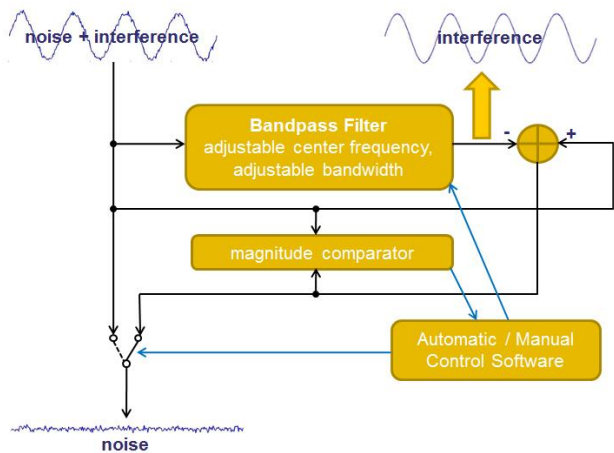 noise + interference
interference
Bandpass Filter
adjustable center frequency,
adjustable bandwidth
-
+
magnitude comparator
Automatic / Manual
Control Software
noise